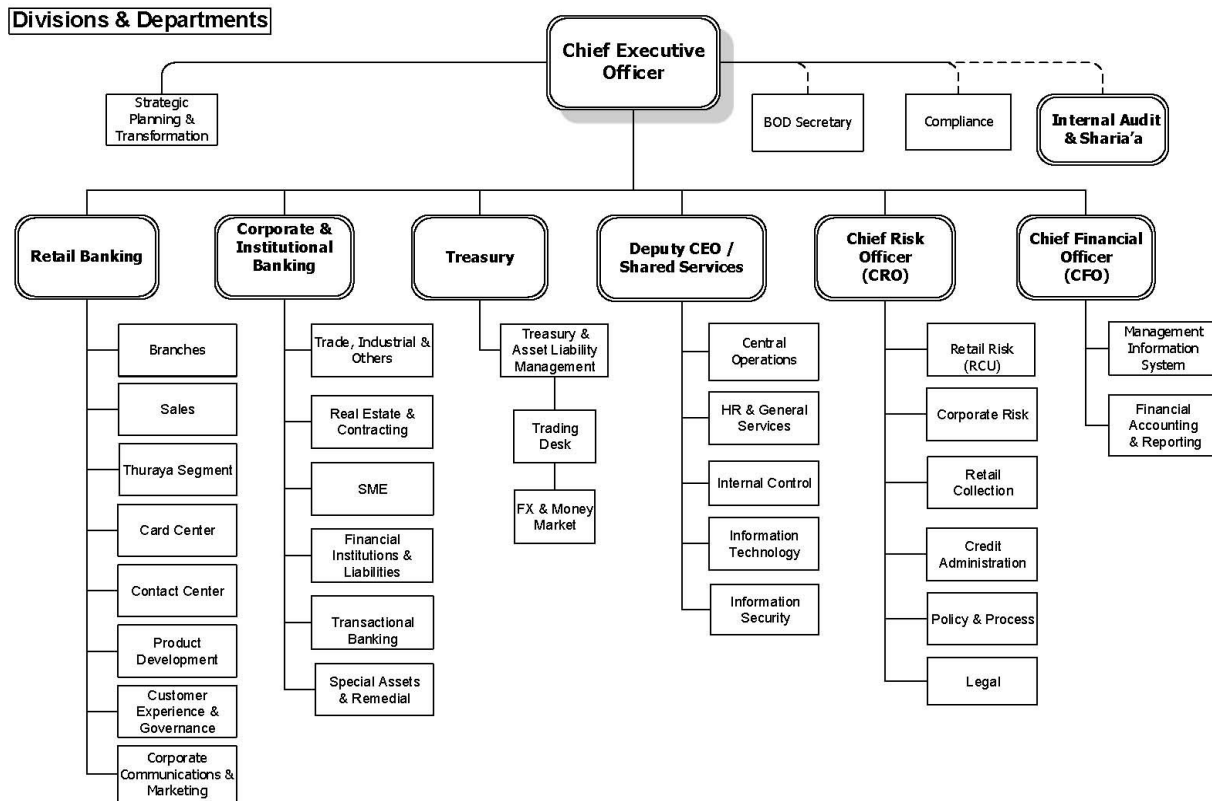 Divisions & Departments
Chief Executive
Officer
Strategic
Planning &
Transformation
BOD Secretary
Compliance
Internal Audit
& Sharia'a
Retail Banking
Corporate &
Institutional
Banking
Treasury
Deputy CEO /
Shared Services
Chief Risk
Officer
(CRO)
Chief Financial
Officer
(CFO)
Branches
Sales
Thuraya Segment
Card Center
Contact Center
Product
Development
Customer
Experience &
Governance
Corporate
Communications &
Marketing
Trade, Industrial &
Others
Real Estate &
Contracting
SME
Financial
Institutions &
Liabilities
Transactional
Banking
Special Assets
& Remedial
Treasury &
Asset Liability
Management
Trading
Desk
FX & Money
Market
Central
Operations
HR & General
Services
Internal Control
Information
Technology
Information
Security
Retail Risk
(RCU)
Corporate Risk
Retail
Collection
Credit
Administration
Policy & Process
Legal
Management
Information
System
Financial
Accounting
& Reporting